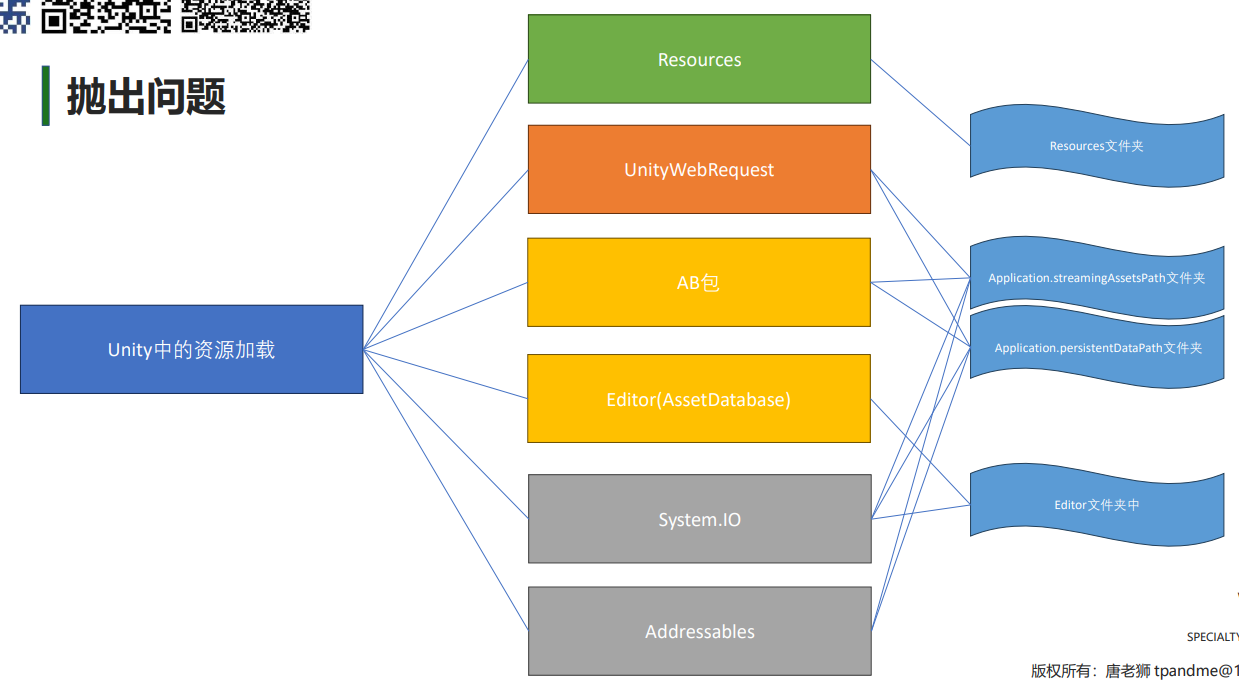 抛出问题
Unity中的资源加载
Resources
UnityWebRequest
AB包
Editor(AssetDatabase)
System.IO
Addressables
Resources文件夹
Application.streamingAssetsPath文件夹
Application.persistentDataPath文件夹
Editor文件夹中
SPECIALTY
版权所有：唐老狮 tpandme@1